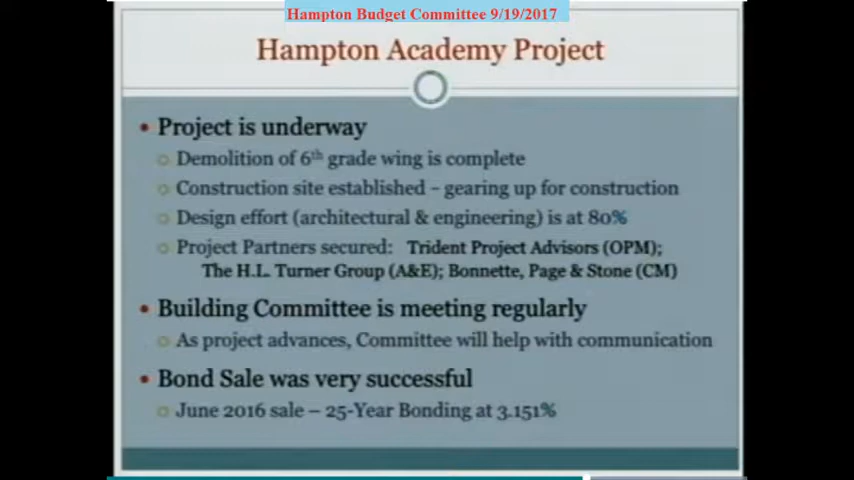 Hampton Budget Committee 9/19/2017
Hampton Academy Project
• Project is underway
Demolition of 6th grade wing is complete
Construction site established – gearing up for construction
Design effort (architectural & engineering) is at 80%
Project Partners secured: Trident Project Advisors (OPM);
The H.L. Turner Group (A&E); Bonnette, Page & Stone (CM)
• Building Committee is meeting regularly
As project advances, Committee will help with communication
• Bond Sale was very successful
June 2016 sale – 25-Year Bonding at 3.151%